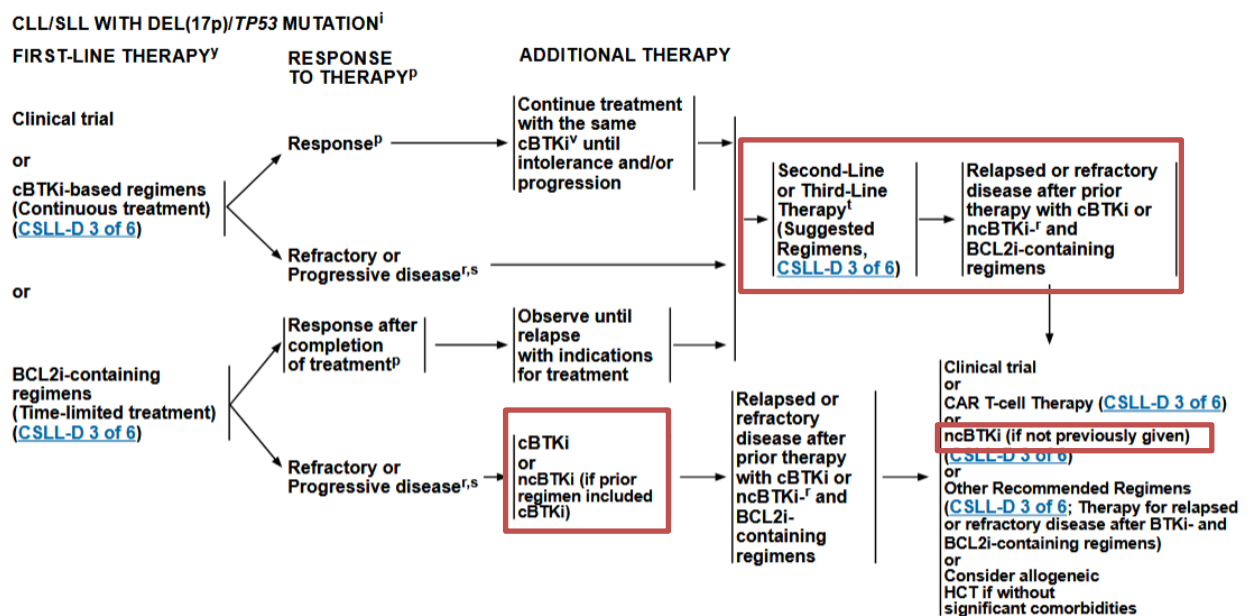 CLL/SLL WITH DEL(17p)/TP53 MUTATIONⁱ
FIRST-LINE THERAPYʸ
RESPONSE
TO THERAPYᵖ
ADDITIONAL THERAPY
Clinical trial
or
cBTKi-based regimens
(Continuous treatment)
(CSLL-D 3 of 6)
or
BCL2i-containing
regimens
(Time-limited treatment)
(CSLL-D 3 of 6)
Responseᵖ
Refractory or
Progressive diseaseʳ,ˢ
Response after
completion
of treatmentᵖ
Refractory or
Progressive diseaseʳ,ˢ
Continue treatment
with the same
cBTKiᵛ until
intolerance and/or
progression
Observe until
relapse
with indications
for treatment
cBTKi
or
ncBTKi (if prior
regimen included
cBTKi)
Second-Line
or Third-Line
Therapyᵗ
(Suggested
Regimens,
CSLL-D 3 of 6)
Relapsed or refractory
disease after prior
therapy with cBTKi or
ncBTKi-ʳ and
BCL2i-containing
regimens
Relapsed or
refractory
disease after
prior therapy
with cBTKi or
ncBTKi-ʳ and
BCL2i-
containing
regimens
Clinical trial
or
CAR T-cell Therapy (CSLL-D 3 of 6)
or
ncBTKi (if not previously given)
(CSLL-D 3 of 6)
or
Other Recommended Regimens
(CSLL-D 3 of 6; Therapy for relapsed
or refractory disease after BTKi- and
BCL2i-containing regimens)
or
Consider allogeneic
HCT if without
significant comorbidities